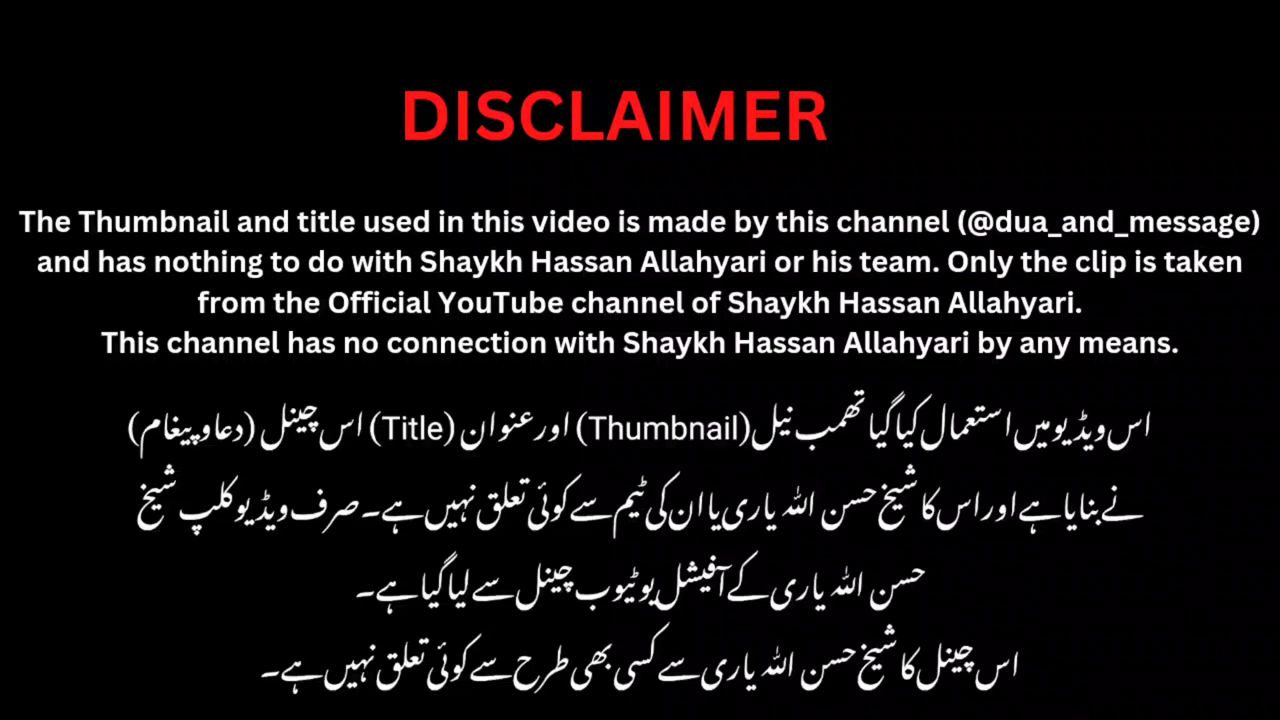 DISCLAIMER
The Thumbnail and title used in this video is made by this channel (@dua_and_message)
and has nothing to do with Shaykh Hassan Allahyari or his team. Only the clip is taken
from the Official YouTube channel of Shaykh Hassan Allahyari.
This channel has no connection with Shaykh Hassan Allahyari by any means.
اس ویڈیو میں استعمال کیا گیا تھمب نیل (Thumbnail) اور عنوان (Title) اس چینل (دعا و پیغام)
نے بنایا ہے اور اس کا شیخ حسن اللہ یاری یا ان کی ٹیم سے کوئی تعلق نہیں ہے۔ صرف ویڈیو کلپ شیخ
حسن اللہ یاری کے آفیشل یوٹیوب چینل سے لیا گیا ہے۔
اس چینل کا شیخ حسن اللہ یاری سے کسی بھی طرح سے کوئی تعلق نہیں ہے۔